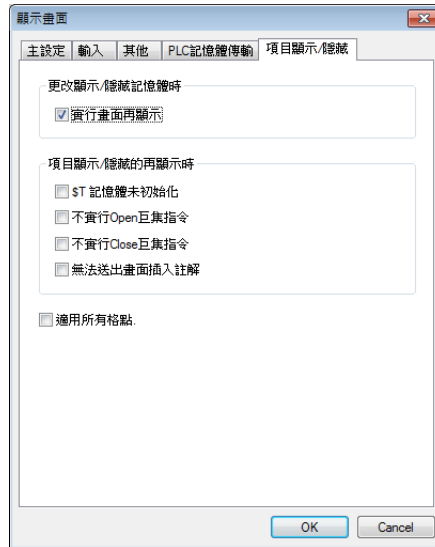 顯示畫面
主設定 輸入 其他 PLC記憶體傳輸 項目顯示/隱藏
更改顯示/隱藏記憶體時
實行畫面再顯示
項目顯示/隱藏的再顯示時
$T 記憶體未初始化
不實行Open巨集指令
不實行Close巨集指令
無法送出畫面插入註解
適用所有格點.
OK Cancel